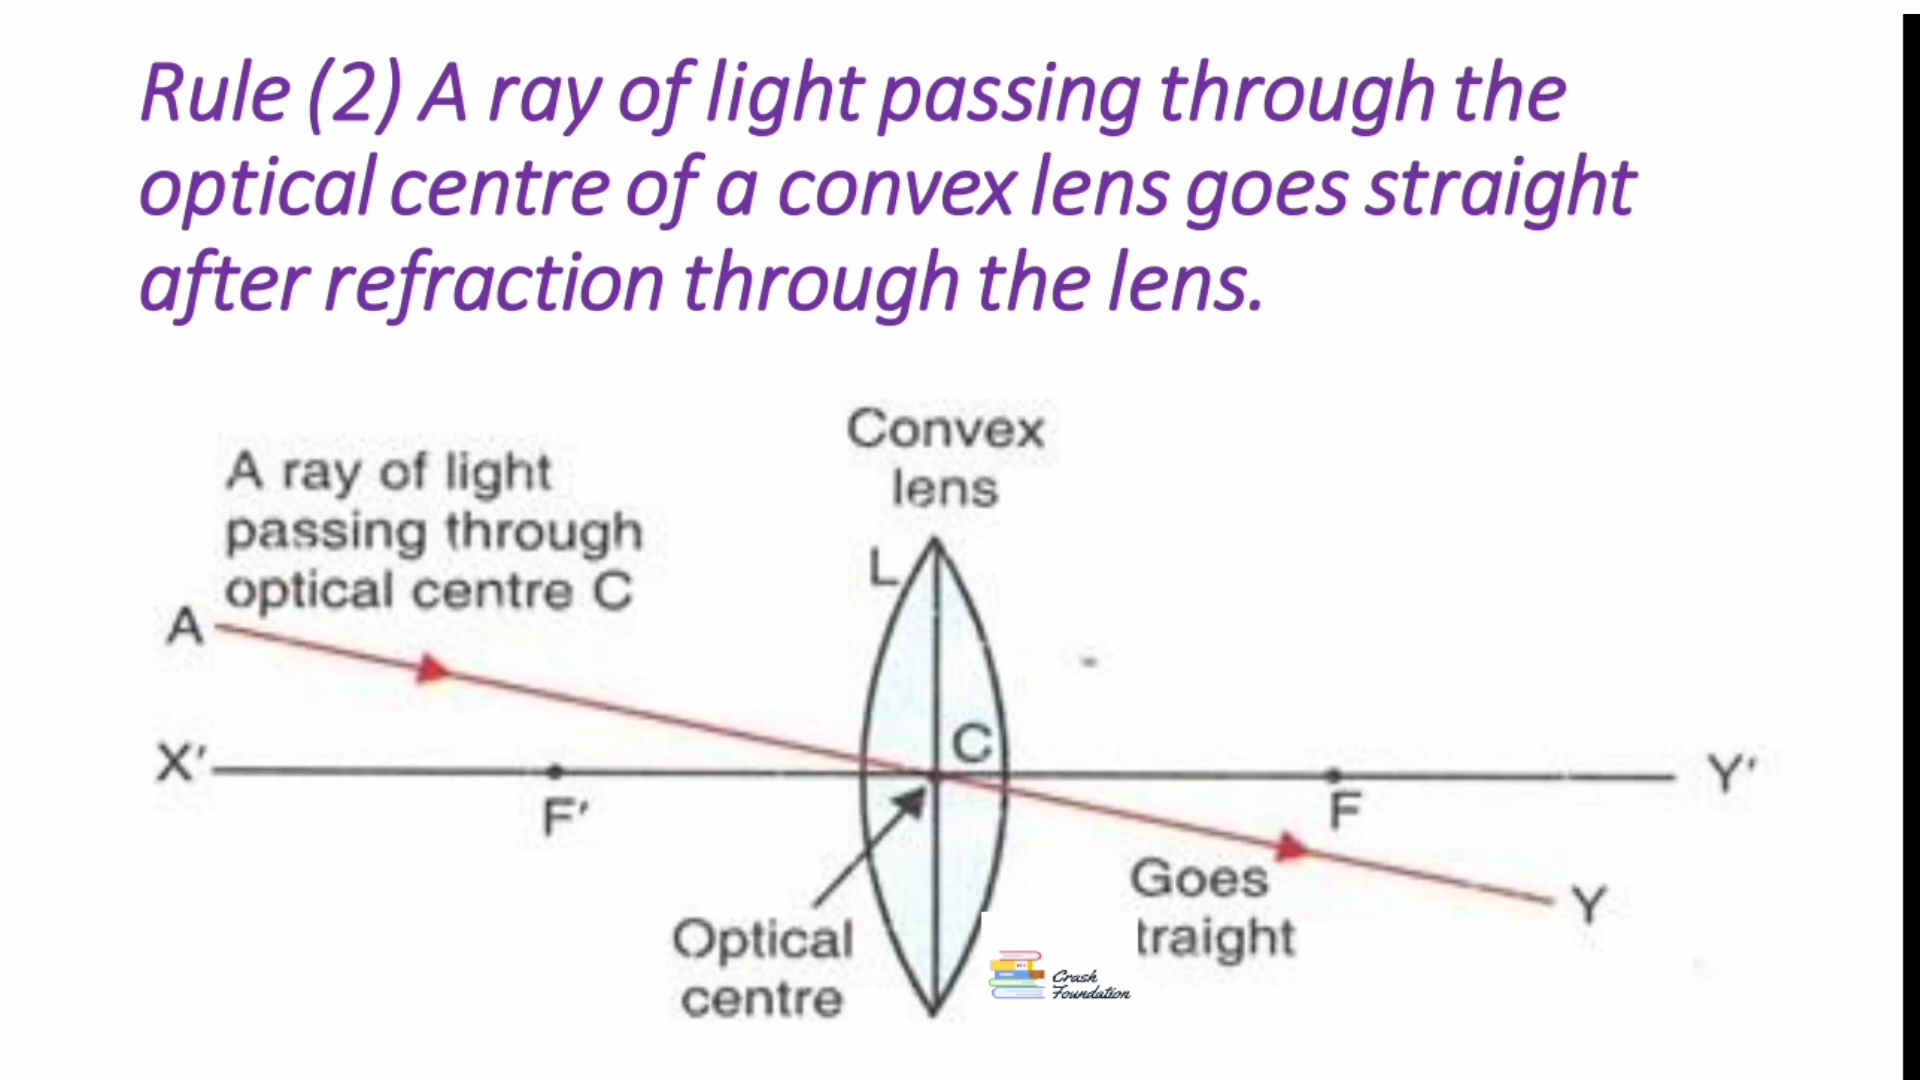 Rule (2) A ray of light passing through the
optical centre of a convex lens goes straight
after refraction through the lens.
Convex
lens
A ray of light
passing through
optical centre C
L
A
C
X'
Y'
F'
F
Goes
traight
Y
Optical
centre
Crash
Foundation